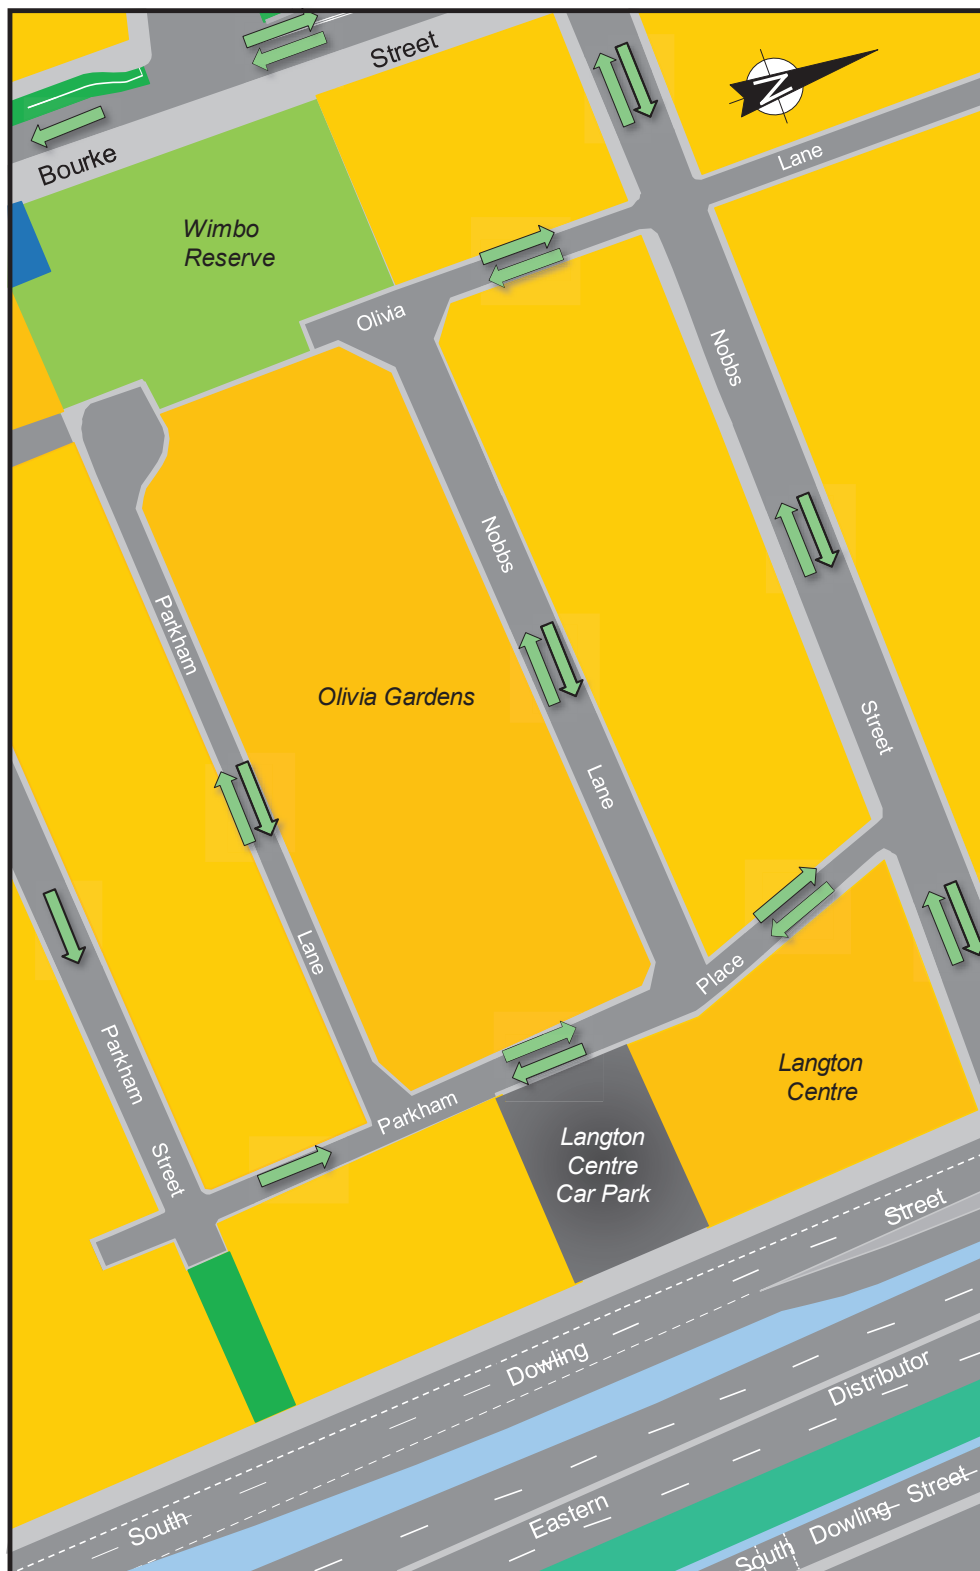 Street
Bourke
N
Lane
Wimbo
Reserve
Olivia
Nobbs
Nobbs
Parkham
Olivia Gardens
Street
Lane
Lane
Place
Parkham
Parkham
Street
Langton
Centre
Langton
Centre
Car Park
Street
Dowling
South
Distributor
Eastern
South Dowling Street